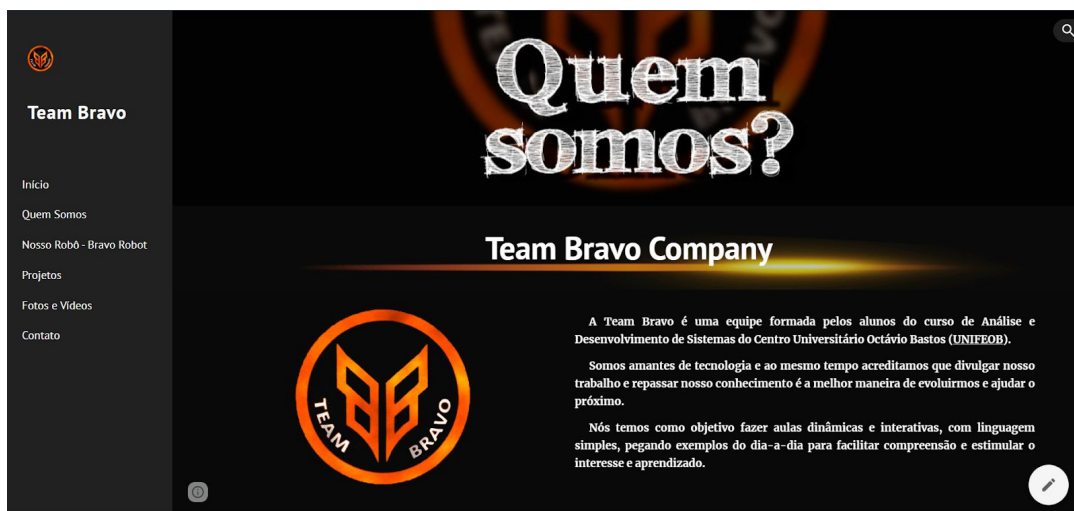 Team Bravo
Início
Quem Somos
Nosso Robô - Bravo Robot
Projetos
Fotos e Vídeos
Contato
Quem
somos?
Team Bravo Company
TEAM BRAVO
A Team Bravo é uma equipe formada pelos alunos do curso de Análise e
Desenvolvimento de Sistemas do Centro Universitário Octávio Bastos (UNIFEOB).
Somos amantes de tecnologia e ao mesmo tempo acreditamos que divulgar nosso
trabalho e repassar nosso conhecimento é a melhor maneira de evoluirmos e ajudar o
próximo.
Nós temos como objetivo fazer aulas dinâmicas e interativas, com linguagem
simples, pegando exemplos do dia-a-dia para facilitar compreensão e estimular o
interesse e aprendizado.